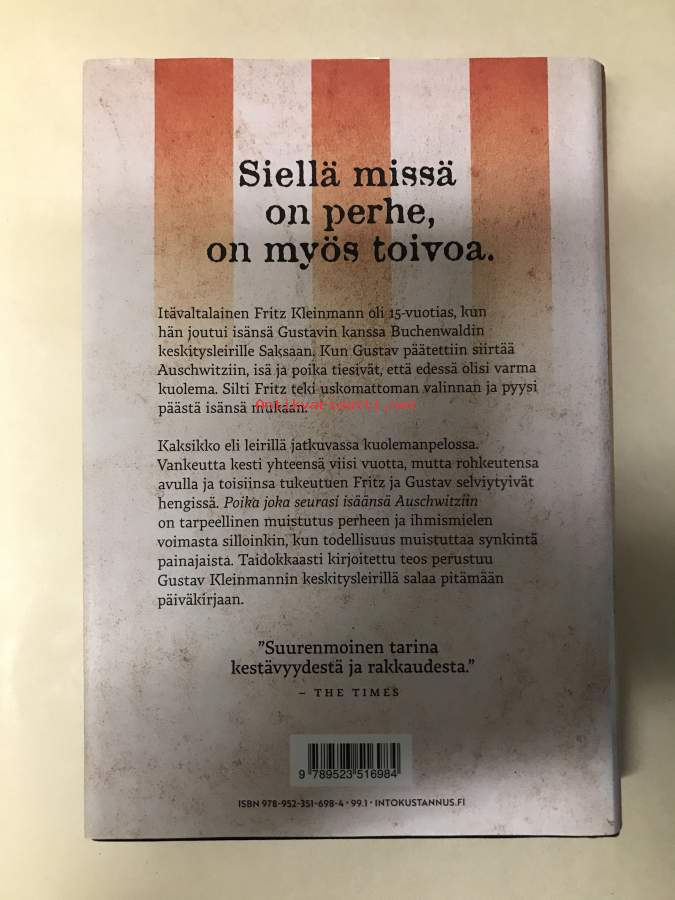 Siellä missä
on perhe,
on myös toivoa.
Itävaltalainen Fritz Kleinmann oli 15-vuotias, kun
hän joutui isänsä Gustavin kanssa Buchenwaldin
keskitysleirille Saksaan. Kun Gustav päätettiin siirtää
Auschwitziin, isä ja poika tiesivät, että edessä olisi varma
kuolema. Silti Fritz teki uskomattoman valinnan ja pyysi
päästä isänsä mukaan.
Antikvariaatti.net
Kaksikko eli leirillä jatkuvassa kuolemanpelossa.
Vankeutta kesti yhteensä viisi vuotta, mutta rohkeutensa
avulla ja toisiinsa tukeutuen Fritz ja Gustav selviytyivät
hengissä. Poika joka seurasi isäänsä Auschwitziin
on tarpeellinen muistutus perheen ja ihmismielen
voimasta silloinkin, kun todellisuus muistuttaa synkintä
painajaista. Taidokkaasti kirjoitettu teos perustuu
Gustav Kleinmannin keskitysleirillä salaa pitämään
päiväkirjaan.
”Suurenmoinen tarina
kestävyydestä ja rakkaudesta.”
– THE TIMES
9 789523 516984
ISBN 978-952-351-698-4 • 99.1 • INTOKUSTANNUS.FI